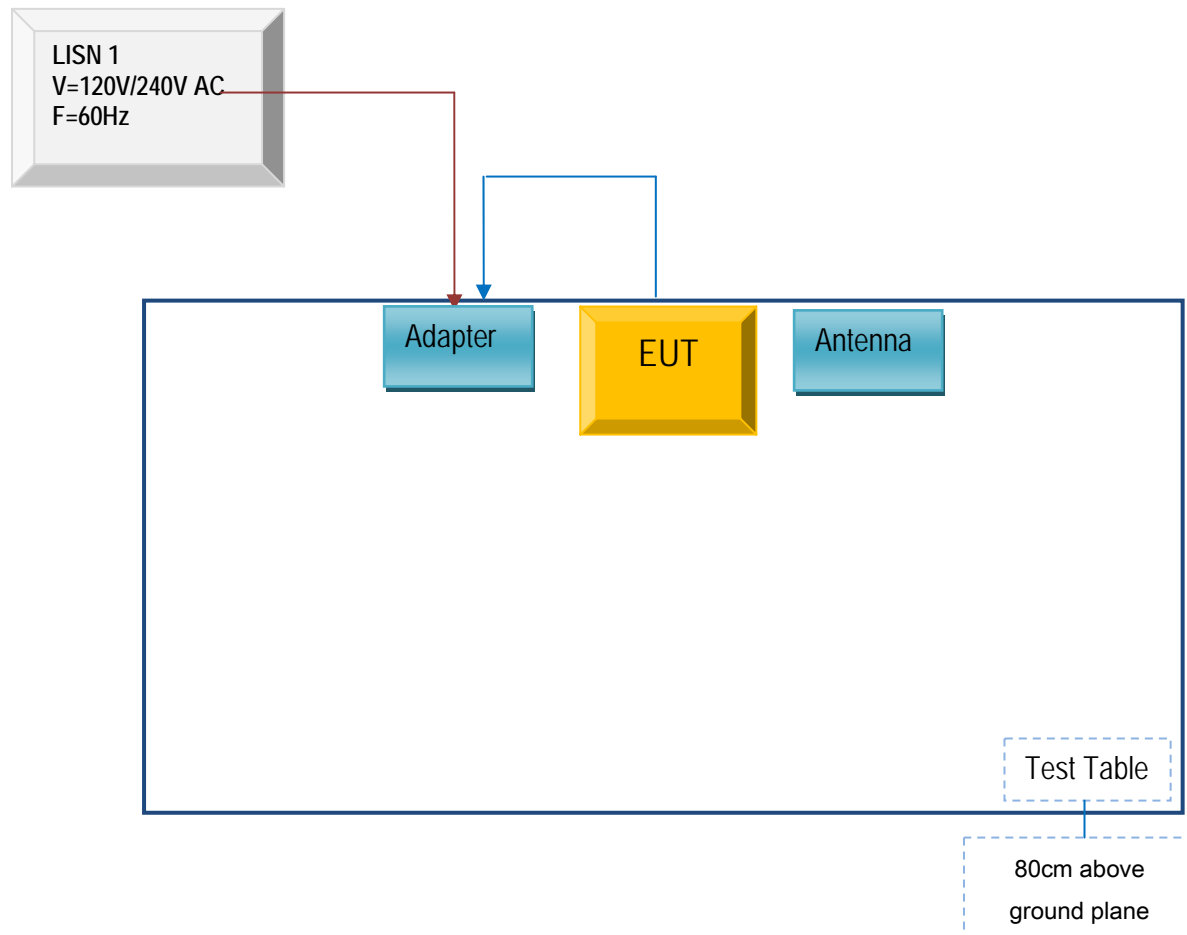 LISN 1
V=120V/240V AC
F=60Hz
Adapter
EUT
Antenna
Test Table
80cm above
ground plane